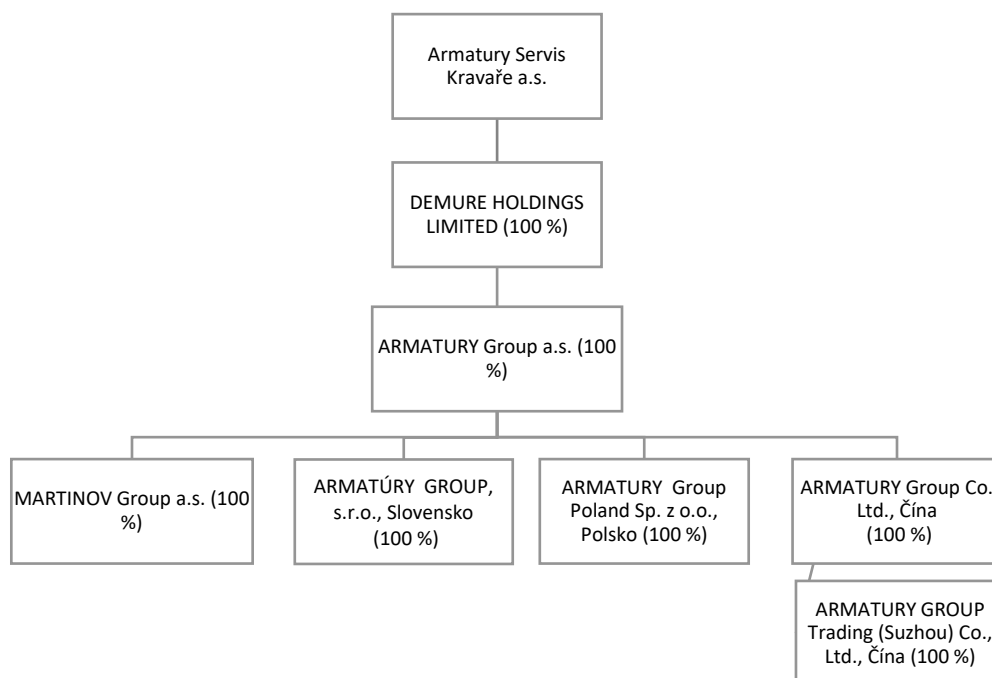 Armatury Servis
Kravaře a.s.
DEMURE HOLDINGS
LIMITED (100 %)
ARMATURY Group a.s. (100
%)
MARTINOV Group a.s. (100
%)
ARMATÚRY GROUP,
s.r.o., Slovensko
(100 %)
ARMATURY Group
Poland Sp. z o.o.,
Polsko (100 %)
ARMATURY Group Co.
Ltd., Čína
(100 %)
ARMATURY GROUP
Trading (Suzhou) Co.,
Ltd., Čína (100 %)